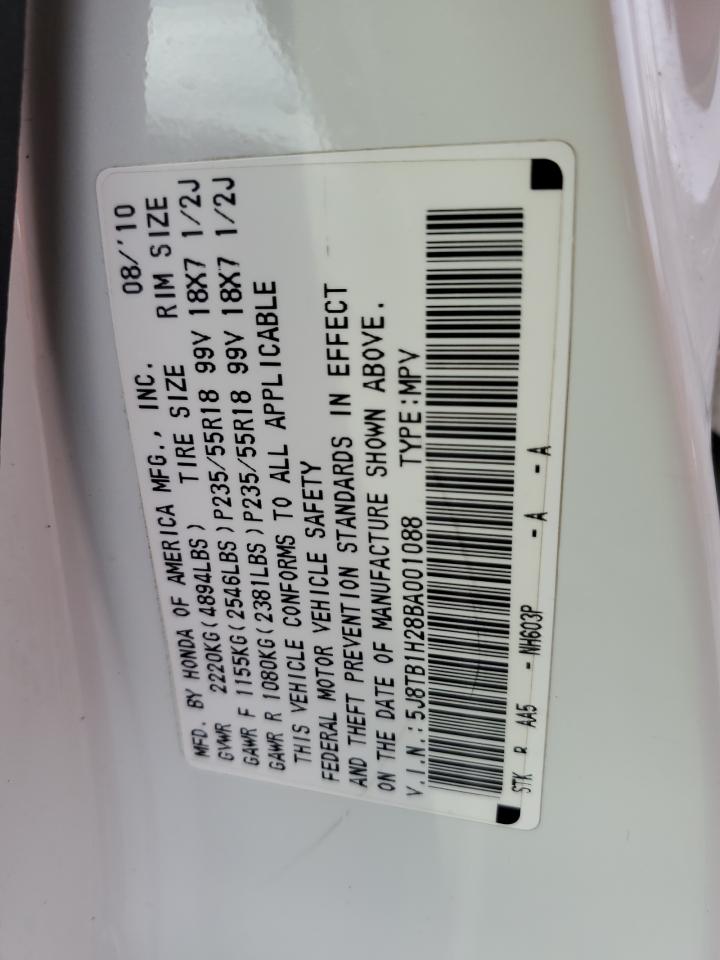 MFD. BY HONDA OF AMERICA MFG., INC. 08/'10
GVWR 2220KG(4894LBS) TIRE SIZE RIM SIZE
GAWR F 1155KG(2546LBS)P235/55R18 99V 18X7 1/2J
GAWR R 1080KG(2381LBS)P235/55R18 99V 18X7 1/2J
THIS VEHICLE CONFORMS TO ALL APPLICABLE
FEDERAL MOTOR VEHICLE SAFETY
AND THEFT PREVENTION STANDARDS IN EFFECT
ON THE DATE OF MANUFACTURE SHOWN ABOVE.
V.I.N.:5J8TB1H28BA001088 TYPE:MPV
STK R AA5 - NH603P - A - A